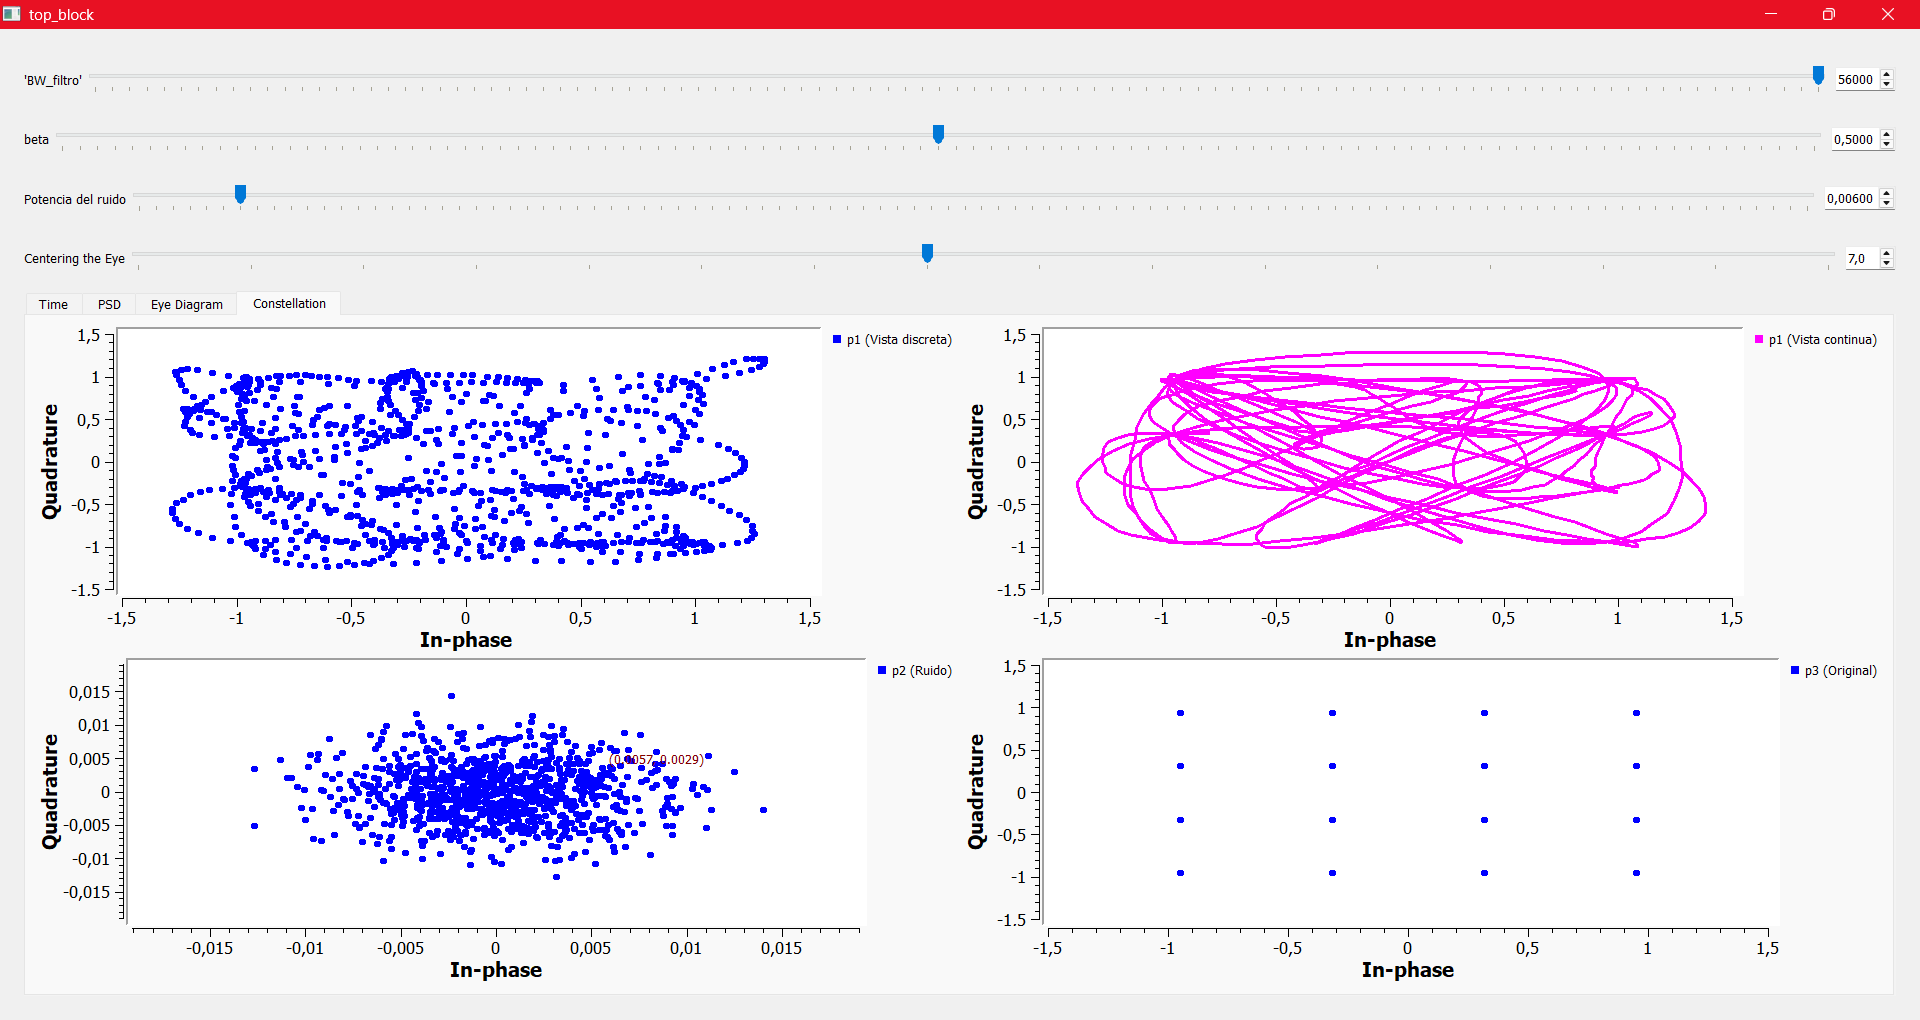 top_block
'BW_filtro' 56000
beta 0,5000
Potencia del ruido 0,00600
Centering the Eye 7,0
Time PSD Eye Diagram Constellation
1,5
1
0,5
0
-0,5
-1
-1.5
Quadrature
-1,5 -1 -0,5 0 0,5 1 1,5
In-phase
p1 (Vista discreta)
1,5
1
0,5
0
-0,5
-1
-1.5
Quadrature
-1,5 -1 -0,5 0 0,5 1 1,5
In-phase
p1 (Vista continua)
0,015
0,01
0,005
0
-0,005
-0,01
-0,015
Quadrature
-0,015 -0,01 -0,005 0 0,005 0,01 0,015
In-phase
p2 (Ruido)
(0.0057, 0.0029)
1,5
1
0,5
0
-0,5
-1
-1.5
Quadrature
-1,5 -1 -0,5 0 0,5 1 1,5
In-phase
p3 (Original)